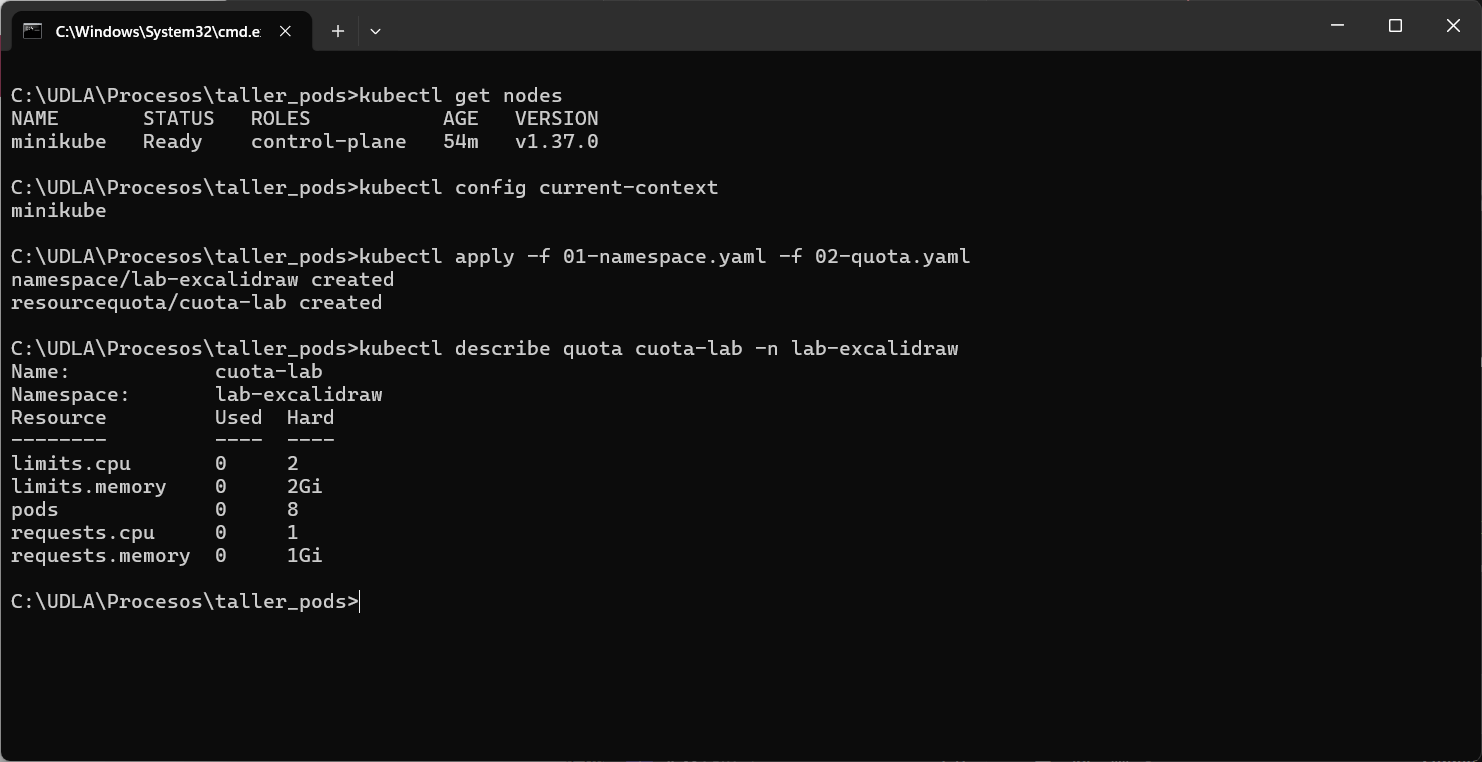 C:\Windows\System32\cmd.e
C:\UDLA\Procesos\taller_pods>kubectl get nodes
NAME       STATUS   ROLES           AGE   VERSION
minikube   Ready    control-plane   54m   v1.37.0
C:\UDLA\Procesos\taller_pods>kubectl config current-context
minikube
C:\UDLA\Procesos\taller_pods>kubectl apply -f 01-namespace.yaml -f 02-quota.yaml
namespace/lab-excalidraw created
resourcequota/cuota-lab created
C:\UDLA\Procesos\taller_pods>kubectl describe quota cuota-lab -n lab-excalidraw
Name:            cuota-lab
Namespace:       lab-excalidraw
Resource         Used  Hard
--------         ----  ----
limits.cpu       0     2
limits.memory    0     2Gi
pods             0     8
requests.cpu     0     1
requests.memory  0     1Gi
C:\UDLA\Procesos\taller_pods>